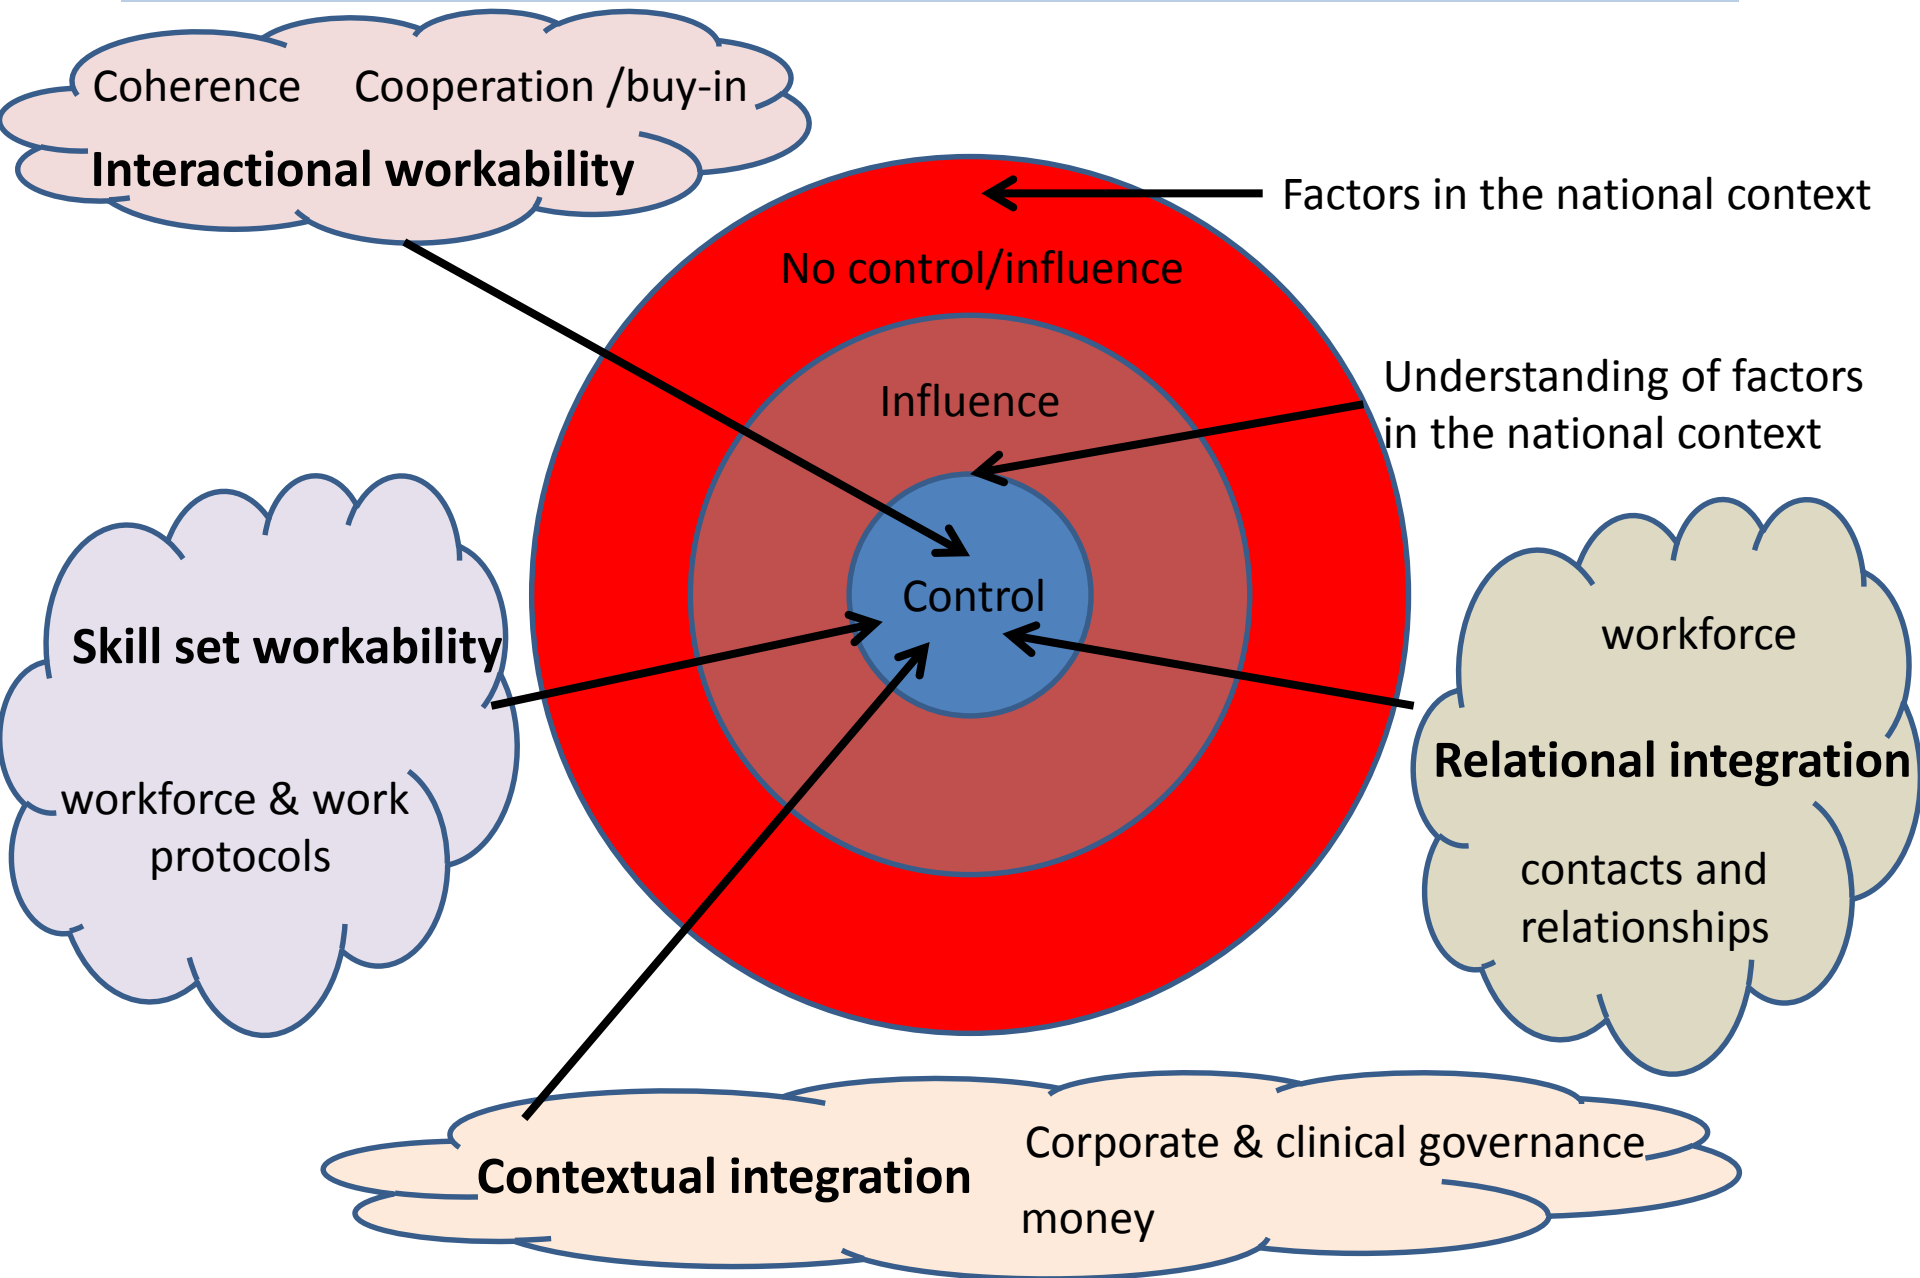 Coherence Cooperation /buy-in
Interactional workability
Factors in the national context
No control/influence
Understanding of factors
in the national context
Influence
Control
Skill set workability
workforce & work
protocols
workforce
Relational integration
contacts and
relationships
Corporate & clinical governance
Contextual integration
money